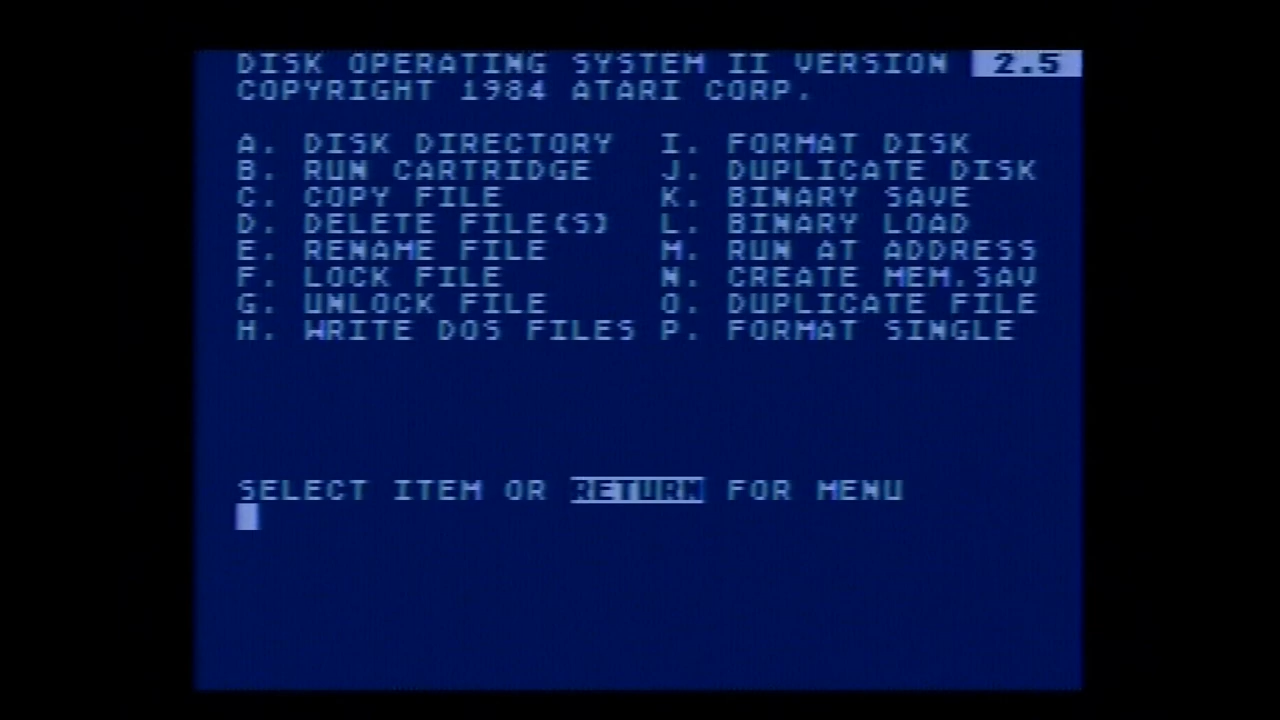 DISK OPERATING SYSTEM II VERSION 2.5
COPYRIGHT 1984 ATARI CORP.
A. DISK DIRECTORY I. FORMAT DISK
B. RUN CARTRIDGE J. DUPLICATE DISK
C. COPY FILE K. BINARY SAVE
D. DELETE FILE(S) L. BINARY LOAD
E. RENAME FILE M. RUN AT ADDRESS
F. LOCK FILE N. CREATE MEM.SAV
G. UNLOCK FILE O. DUPLICATE FILE
H. WRITE DOS FILES P. FORMAT SINGLE
SELECT ITEM OR RETURN FOR MENU